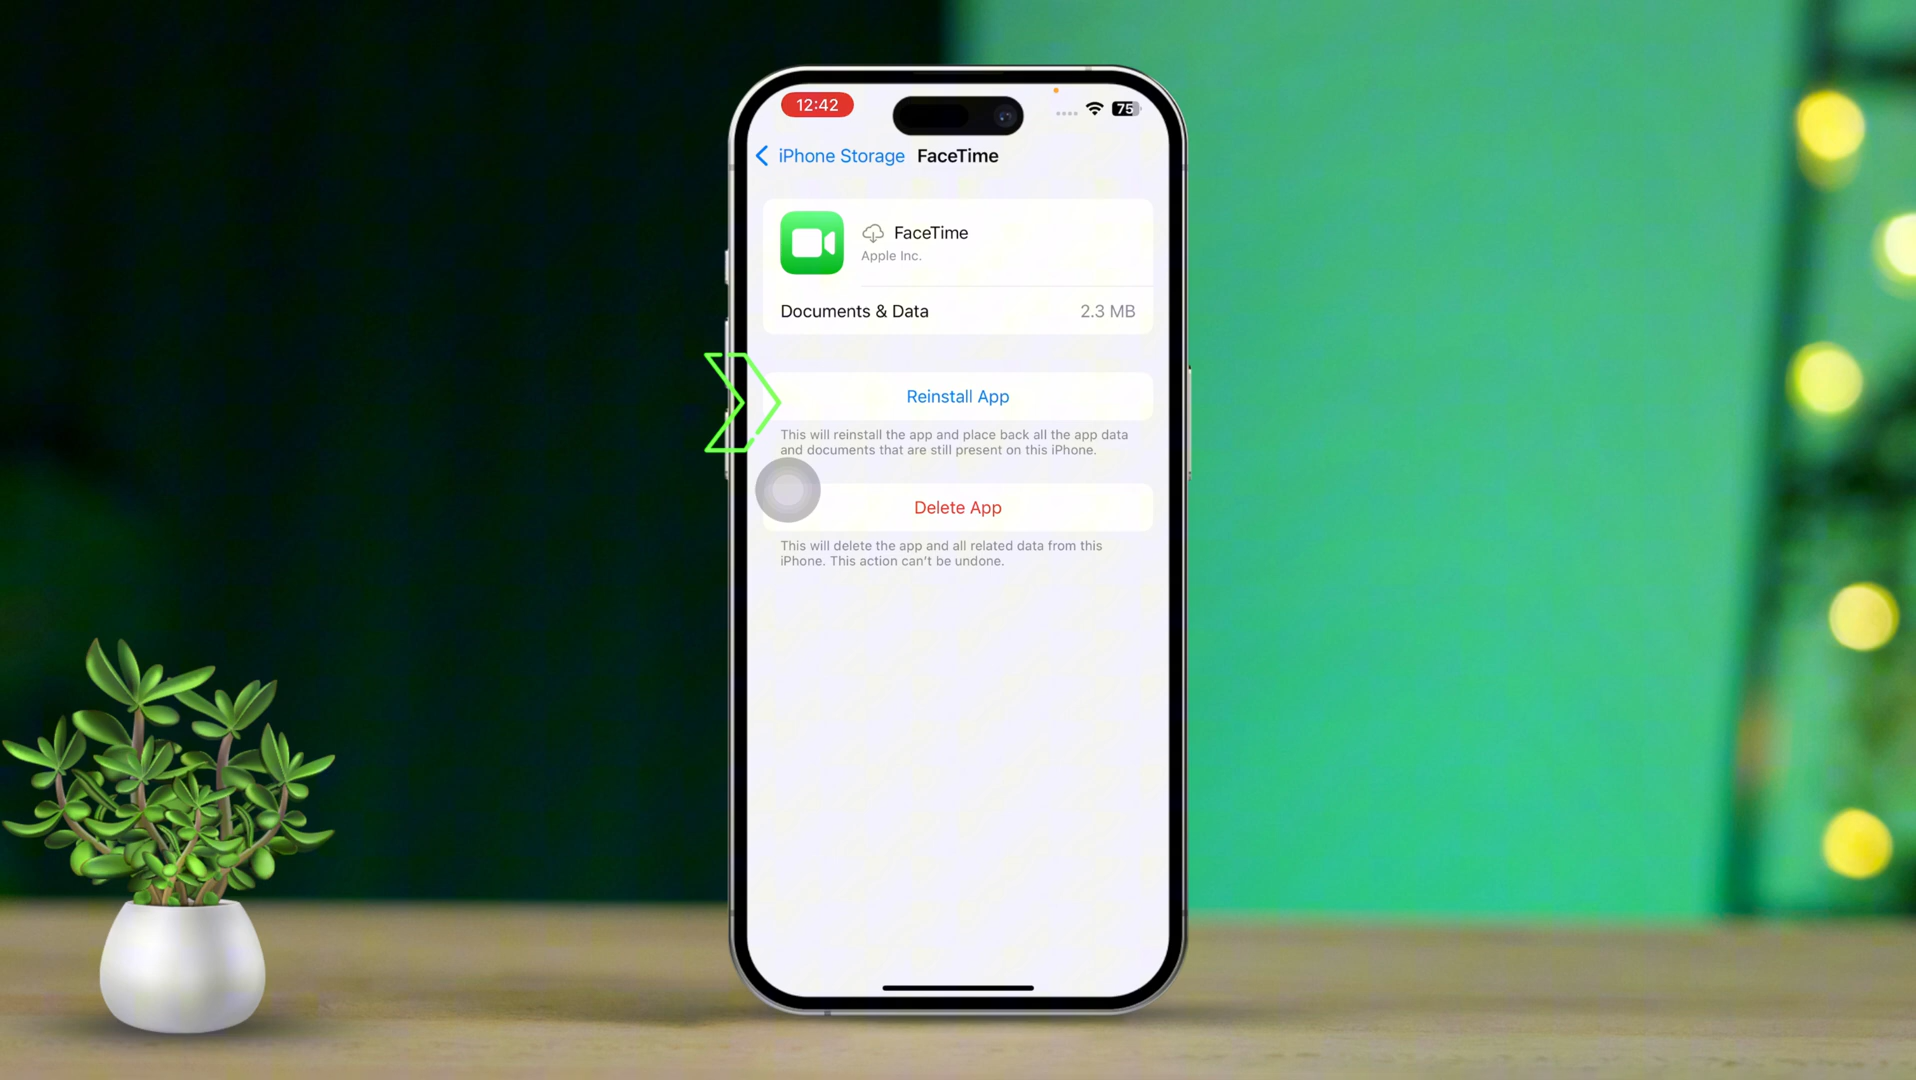 12:42
75
iPhone Storage FaceTime
FaceTime
Apple Inc.
Documents & Data 2.3 MB
Reinstall App
This will reinstall the app and place back all the app data
and documents that are still present on this iPhone.
Delete App
This will delete the app and all related data from this
iPhone. This action can't be undone.